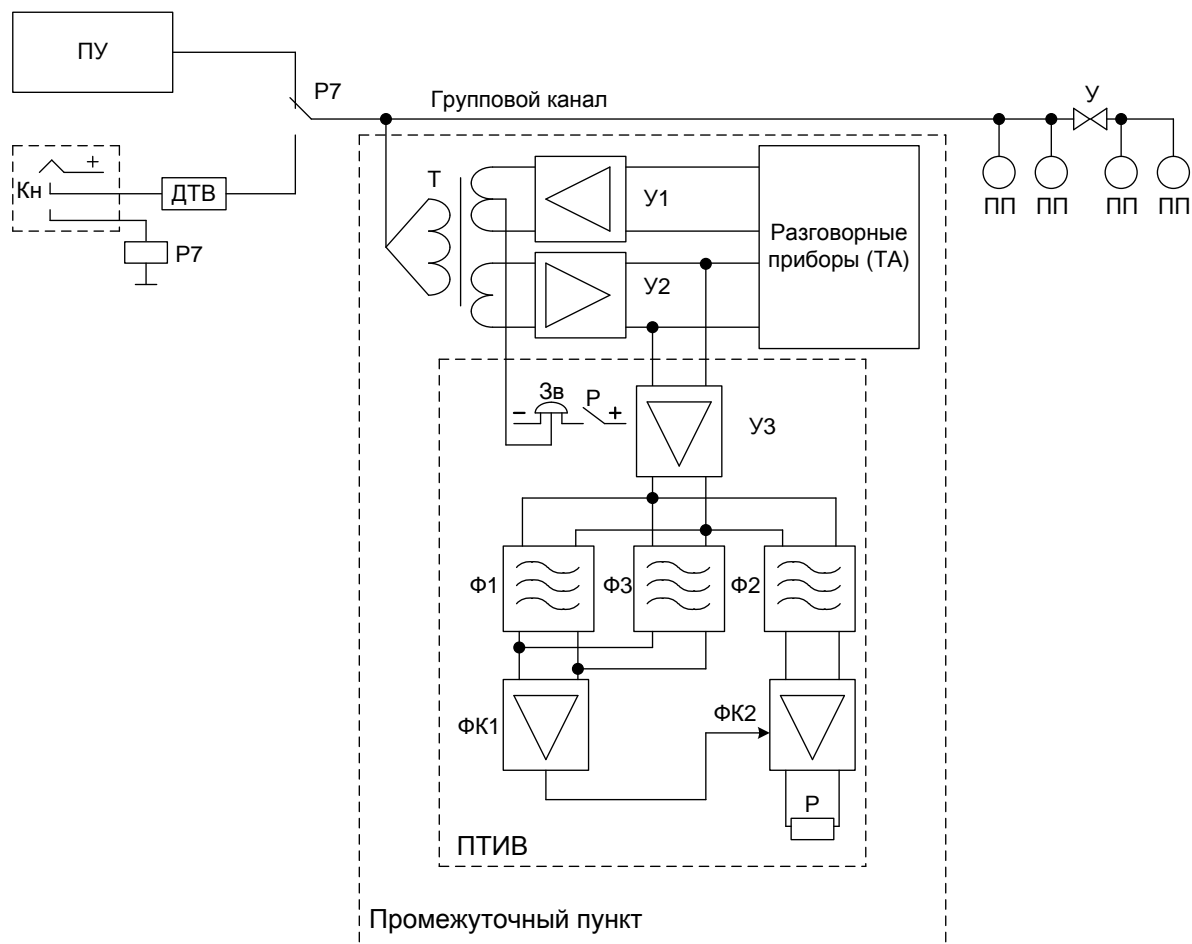 ПУ
Р7
Групповой канал
У
Кн
+
ДТВ
Р7
ПП ПП ПП ПП
Т
У1
У2
Разговорные
приборы (ТА)
Зв
Р
- +
У3
Ф1
Ф3
Ф2
ФК1
ФК2
Р
ПТИВ
Промежуточный пункт